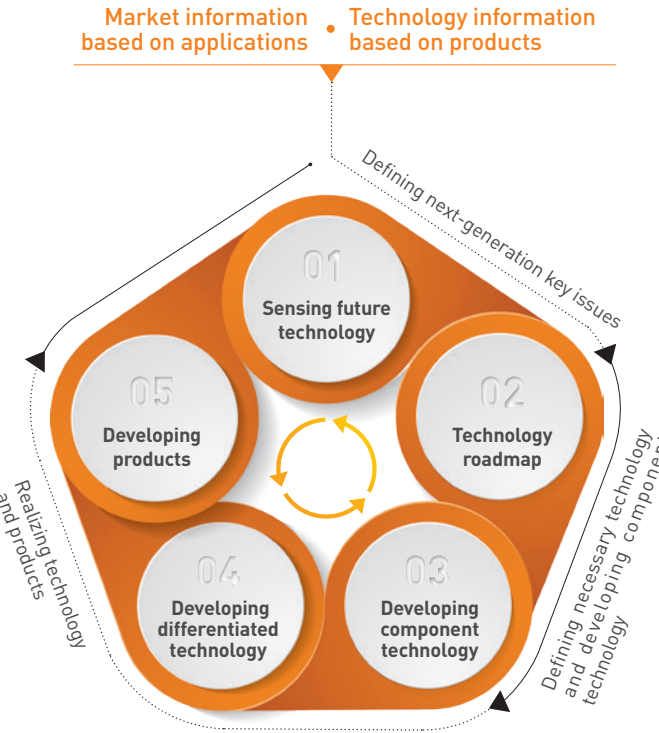 Market information
based on applications
•
Technology information
based on products
Defining next-generation key issues
01
Sensing future
technology
02
Technology
roadmap
Defining necessary technology
and developing component
technology
03
Developing
component
technology
04
Developing
differentiated
technology
Realizing technology
and products
05
Developing
products